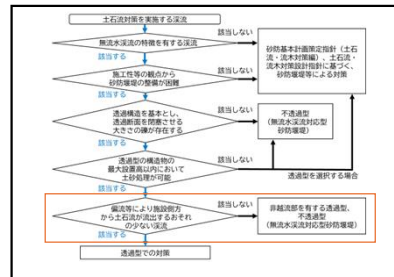 土石流対策を実施する渓流
無流水渓流の特徴を有する渓流
該当しない
該当する
砂防基本計画策定指針（土石
流・流木対策編）、土石流・
流木対策設計指針に基づく、
砂防堰堤等による対策
施工性等の観点から
砂防堰堤の整備が困難
該当しない
該当する
透過構造を基本とし、
透過断面を閉塞させる
大きさの礫が存在する
該当しない
不透過型
（無流水渓流対応型
砂防堰堤）
該当する
透過型の構造物の
最大設置高以内において
土砂処理が可能
該当しない
透過型を選択する場合
該当する
偏流等により施設側方
から土石流が流出するおそれ
の少ない渓流
該当しない
非越流部を有する透過型、
不透過型
（無流水渓流対応型砂防堰堤）
該当する
透過型での対策